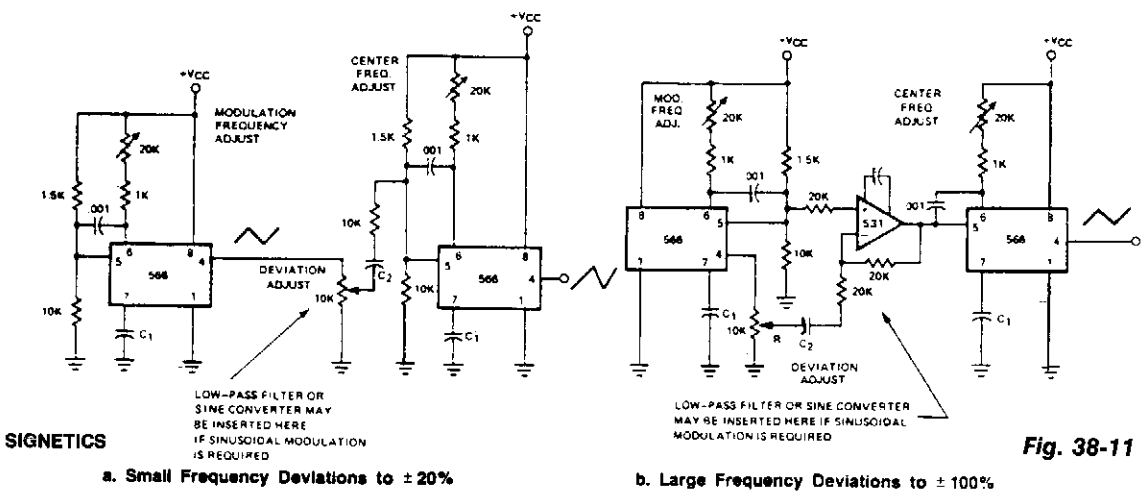 +VCC
MODULATION
FREQUENCY
ADJUST
20K
1.5K
1K
.001
6
8
5
4
566
7
1
10K
C1
DEVIATION
ADJUST
10K
LOW-PASS FILTER OR
SINE CONVERTER MAY
BE INSERTED HERE
IF SINUSOIDAL MODULATION
IS REQUIRED
+VCC
CENTER
FREQ.
ADJUST
20K
1.5K
1K
.001
10K
C2
10K
6
8
5
566
4
7
1
C1
SIGNETICS
a. Small Frequency Deviations to ± 20%
+VCC
MOD.
FREQ
ADJ.
20K
1K
1.5K
.001
8
6
5
566
4
1
7
20K
10K
C1
10K
R
C2
DEVIATION
ADJUST
+
531
−
20K
20K
LOW-PASS FILTER OR SINE CONVERTER
MAY BE INSERTED HERE IF SINUSOIDAL
MODULATION IS REQUIRED
+VCC
CENTER
FREQ
ADJUST
20K
1K
.001
6
8
5
566
4
7
1
C1
Fig. 38-11
b. Large Frequency Deviations to ± 100%